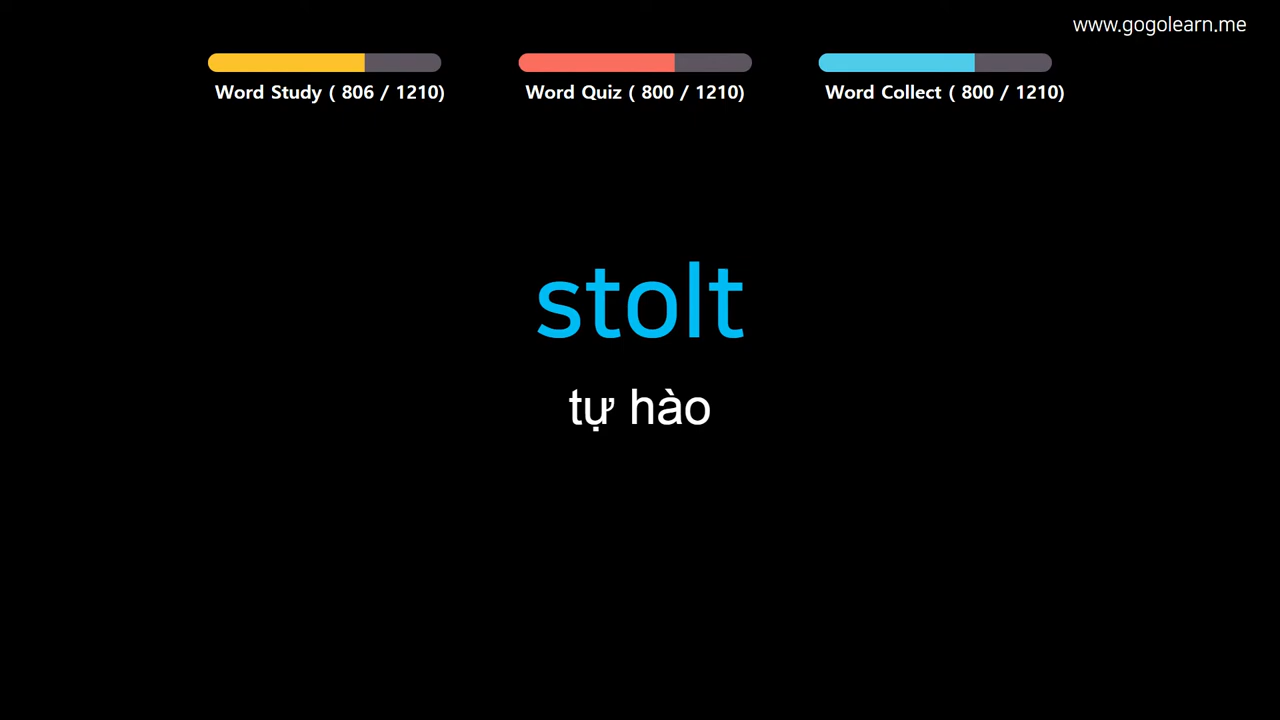 www.gogolearn.me
Word Study ( 806 / 1210)
Word Quiz ( 800 / 1210)
Word Collect ( 800 / 1210)
stolt
tự hào